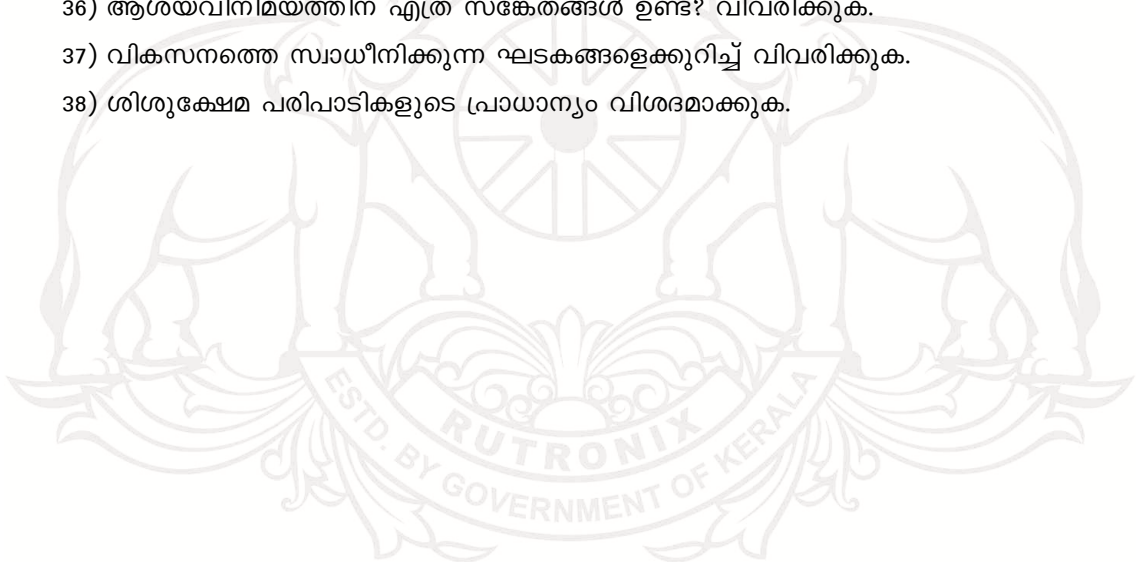 36) ആശയവിനിമയത്തിന് എത്ര സങ്കേതങ്ങൾ ഉണ്ട്? വിവരിക്കുക.
37) വികസനത്തെ സ്വാധീനിക്കുന്ന ഘടകങ്ങളെക്കുറിച്ച് വിവരിക്കുക.
38) ശിശുക്ഷേമ പരിപാടികളുടെ പ്രാധാന്യം വിശദമാക്കുക.
RUTRONIX
ESTD. BY GOVERNMENT OF KERALA